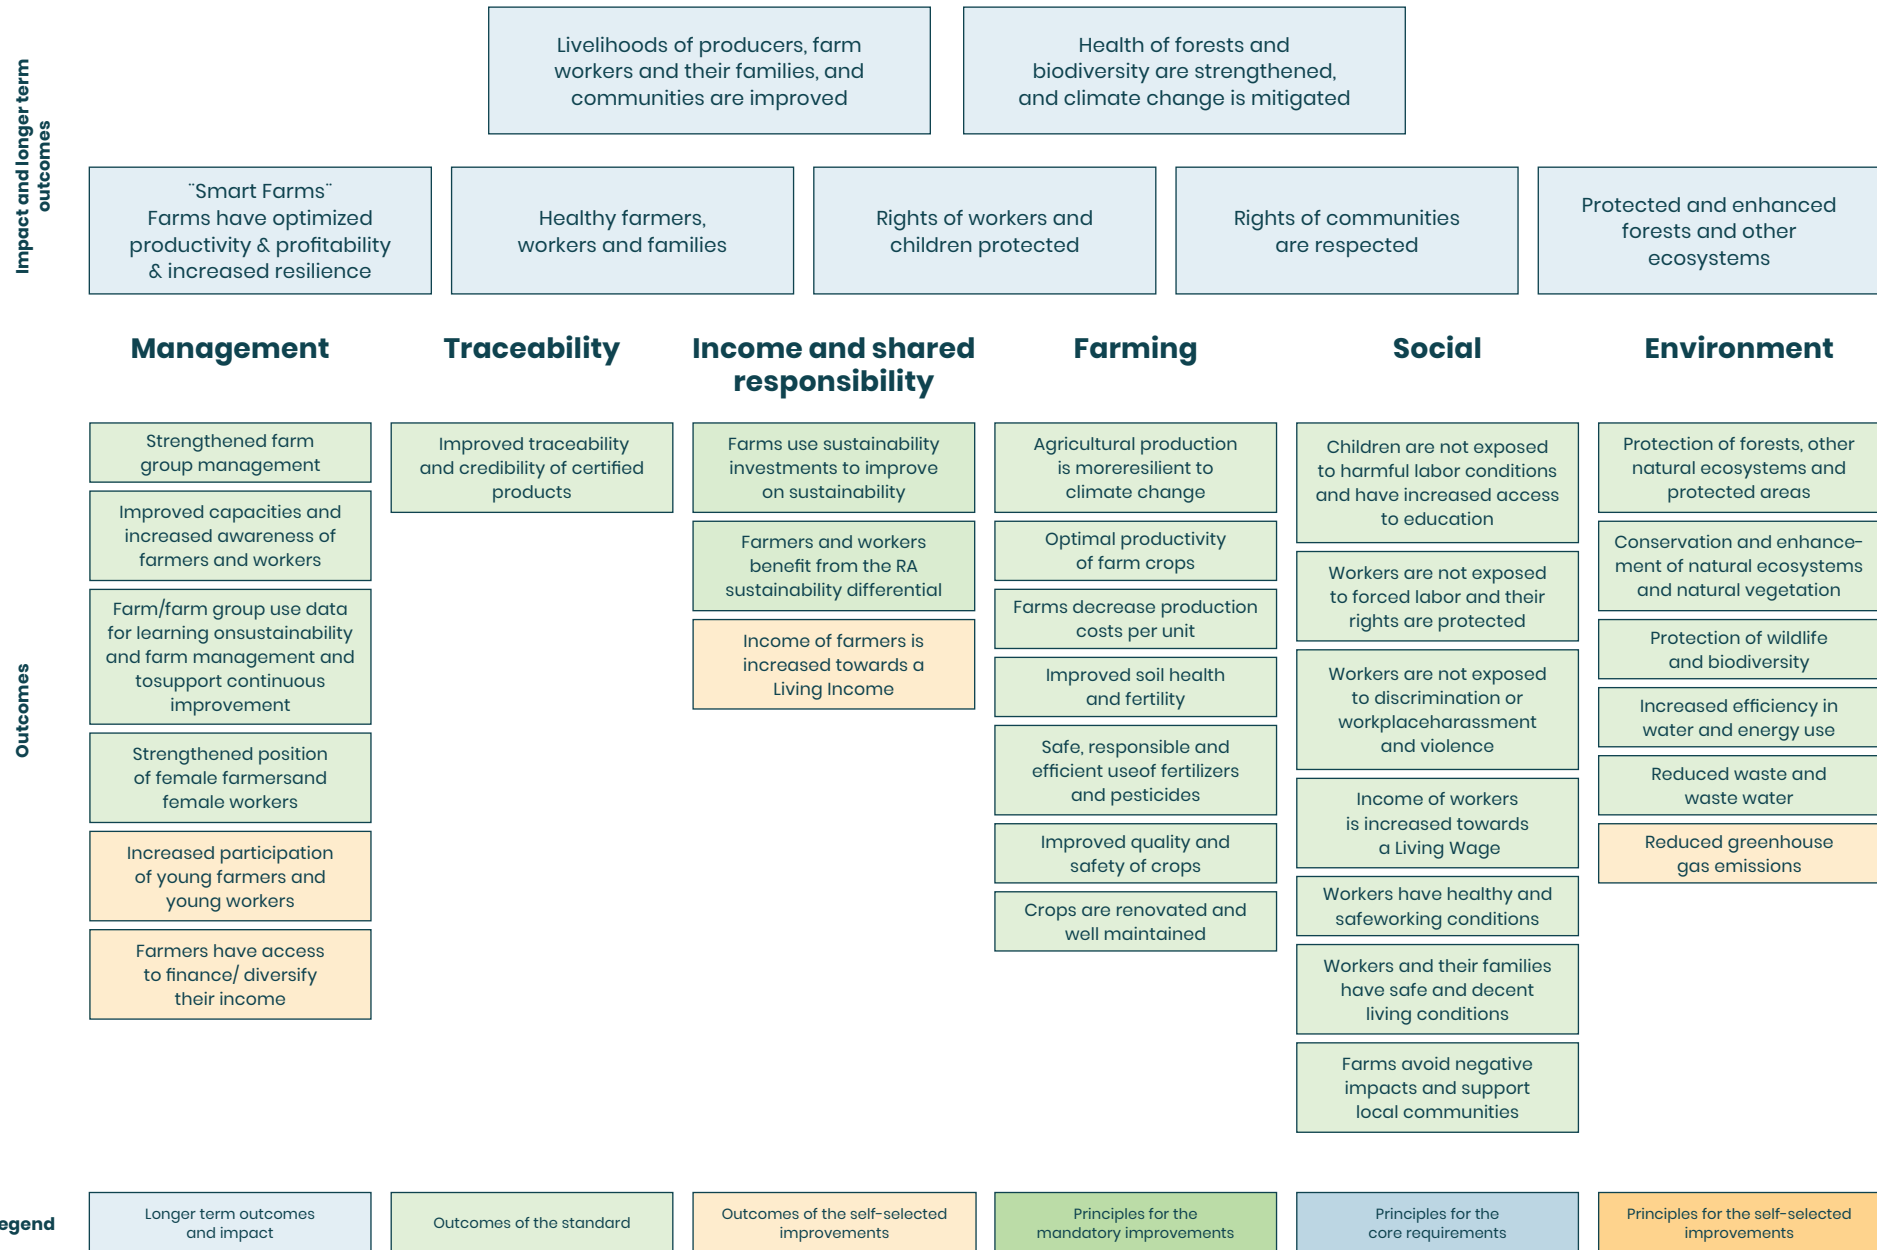 Impact and longer term
outcomes
Livelihoods of producers, farm
workers and their families, and
communities are improved
Health of forests and
biodiversity are strengthened,
and climate change is mitigated
¨Smart Farms¨
Farms have optimized
productivity & profitability
& increased resilience
Healthy farmers,
workers and families
Rights of workers and
children protected
Rights of communities
are respected
Protected and enhanced
forests and other
ecosystems
Outcomes
Management
Strengthened farm
group management
Improved capacities and
increased awareness of
farmers and workers
Farm/farm group use data
for learning onsustainability
and farm management and
tosupport continuous
improvement
Strengthened position
of female farmersand
female workers
Increased participation
of young farmers and
young workers
Farmers have access
to finance/ diversify
their income
Traceability
Improved traceability
and credibility of certified
products
Income and shared
responsibility
Farms use sustainability
investments to improve
on sustainability
Farmers and workers
benefit from the RA
sustainability differential
Income of farmers is
increased towards a
Living Income
Farming
Agricultural production
is moreresilient to
climate change
Optimal productivity
of farm crops
Farms decrease production
costs per unit
Improved soil health
and fertility
Safe, responsible and
efficient useof fertilizers
and pesticides
Improved quality and
safety of crops
Crops are renovated and
well maintained
Social
Children are not exposed
to harmful labor conditions
and have increased access
to education
Workers are not exposed
to forced labor and their
rights are protected
Workers are not exposed
to discrimination or
workplaceharassment
and violence
Income of workers
is increased towards
a Living Wage
Workers have healthy and
safeworking conditions
Workers and their families
have safe and decent
living conditions
Farms avoid negative
impacts and support
local communities
Environment
Protection of forests, other
natural ecosystems and
protected areas
Conservation and enhance-
ment of natural ecosystems
and natural vegetation
Protection of wildlife
and biodiversity
Increased efficiency in
water and energy use
Reduced waste and
waste water
Reduced greenhouse
gas emissions
egend
Longer term outcomes
and impact
Outcomes of the standard
Outcomes of the self-selected
improvements
Principles for the
mandatory improvements
Principles for the
core requirements
Principles for the self-selected
improvements